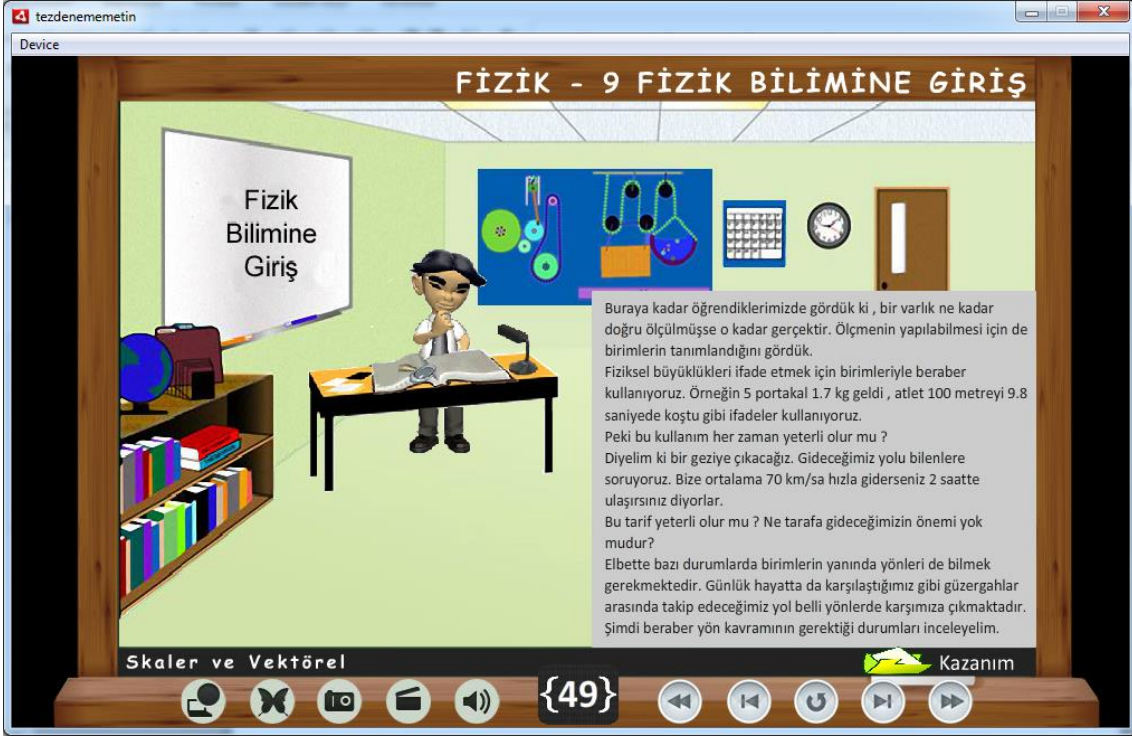 tezdenememetin
Device
FİZİK - 9 FİZİK BİLİMİNE GİRİŞ
Fizik
Bilimine
Giriş
Buraya kadar öğrendiklerimizde gördük ki , bir varlık ne kadar
doğru ölçülmüşse o kadar gerçektir. Ölçmenin yapılabilmesi için de
birimlerin tanımlandığını gördük.
Fiziksel büyüklükleri ifade etmek için birimleriyle beraber
kullanıyoruz. Örneğin 5 portakal 1.7 kg geldi , atlet 100 metreyi 9.8
saniyede koştu gibi ifadeler kullanıyoruz.
Peki bu kullanım her zaman yeterli olur mu ?
Diyelim ki bir geziye çıkacağız. Gideceğimiz yolu bilenlere
soruyoruz. Bize ortalama 70 km/sa hızla giderseniz 2 saatte
ulaşırsınız diyorlar.
Bu tarif yeterli olur mu ? Ne tarafa gideceğimizin önemi yok
mudur?
Elbette bazı durumlarda birimlerin yanında yönleri de bilmek
gerekmektedir. Günlük hayatta da karşılaştığımız gibi güzergahlar
arasında takip edeceğimiz yol belli yönlerde karşımıza çıkmaktadır.
Şimdi beraber yön kavramının gerektiği durumları inceleyelim.
Skaler ve Vektörel
Kazanım
{49}